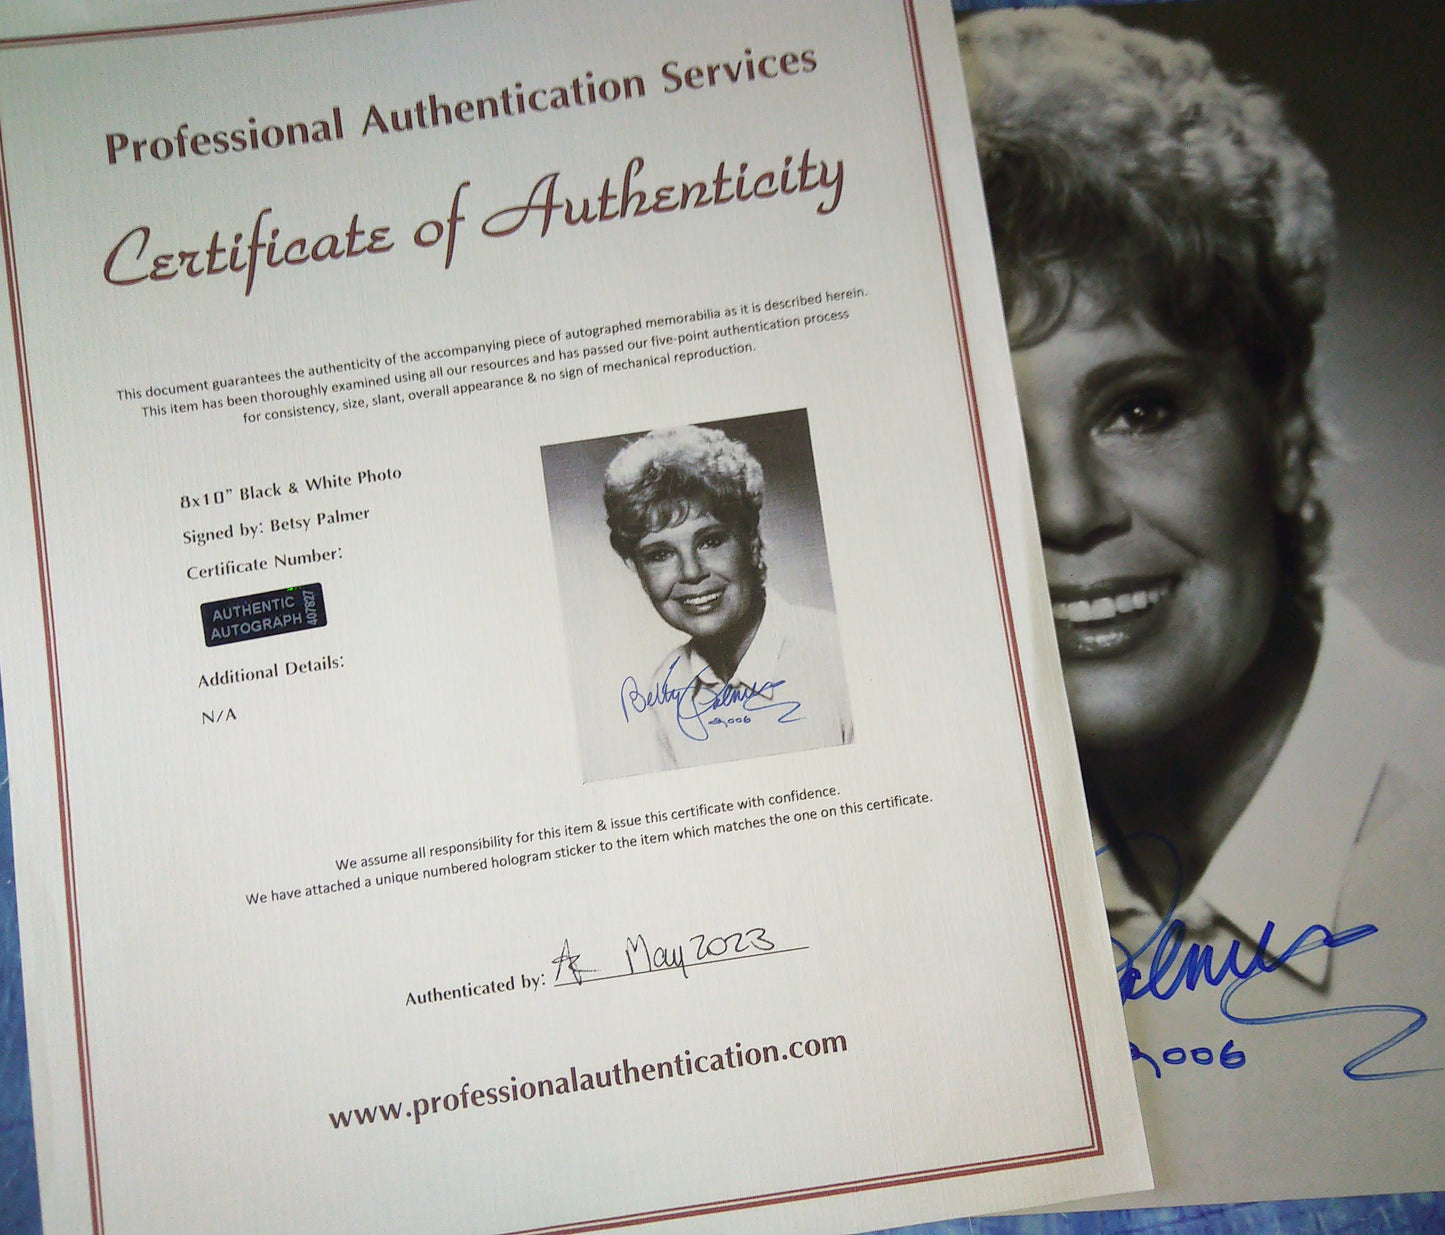 Professional Authentication Services
Certificate of Authenticity
This document guarantees the authenticity of the accompanying piece of autographed memorabilia as it is described herein.
This item has been thoroughly examined using all our resources and has passed our five-point authentication process
for consistency, size, slant, overall appearance & no sign of mechanical reproduction.
8x10" Black & White Photo
Signed by: Betsy Palmer
Certificate Number:
AUTHENTIC
AUTOGRAPH
407827
Additional Details:
N/A
Betsy Palmer
2006
We assume all responsibility for this item & issue this certificate with confidence.
We have attached a unique numbered hologram sticker to the item which matches the one on this certificate.
Authenticated by: May 2023
www.professionalauthentication.com
Palmer
2006